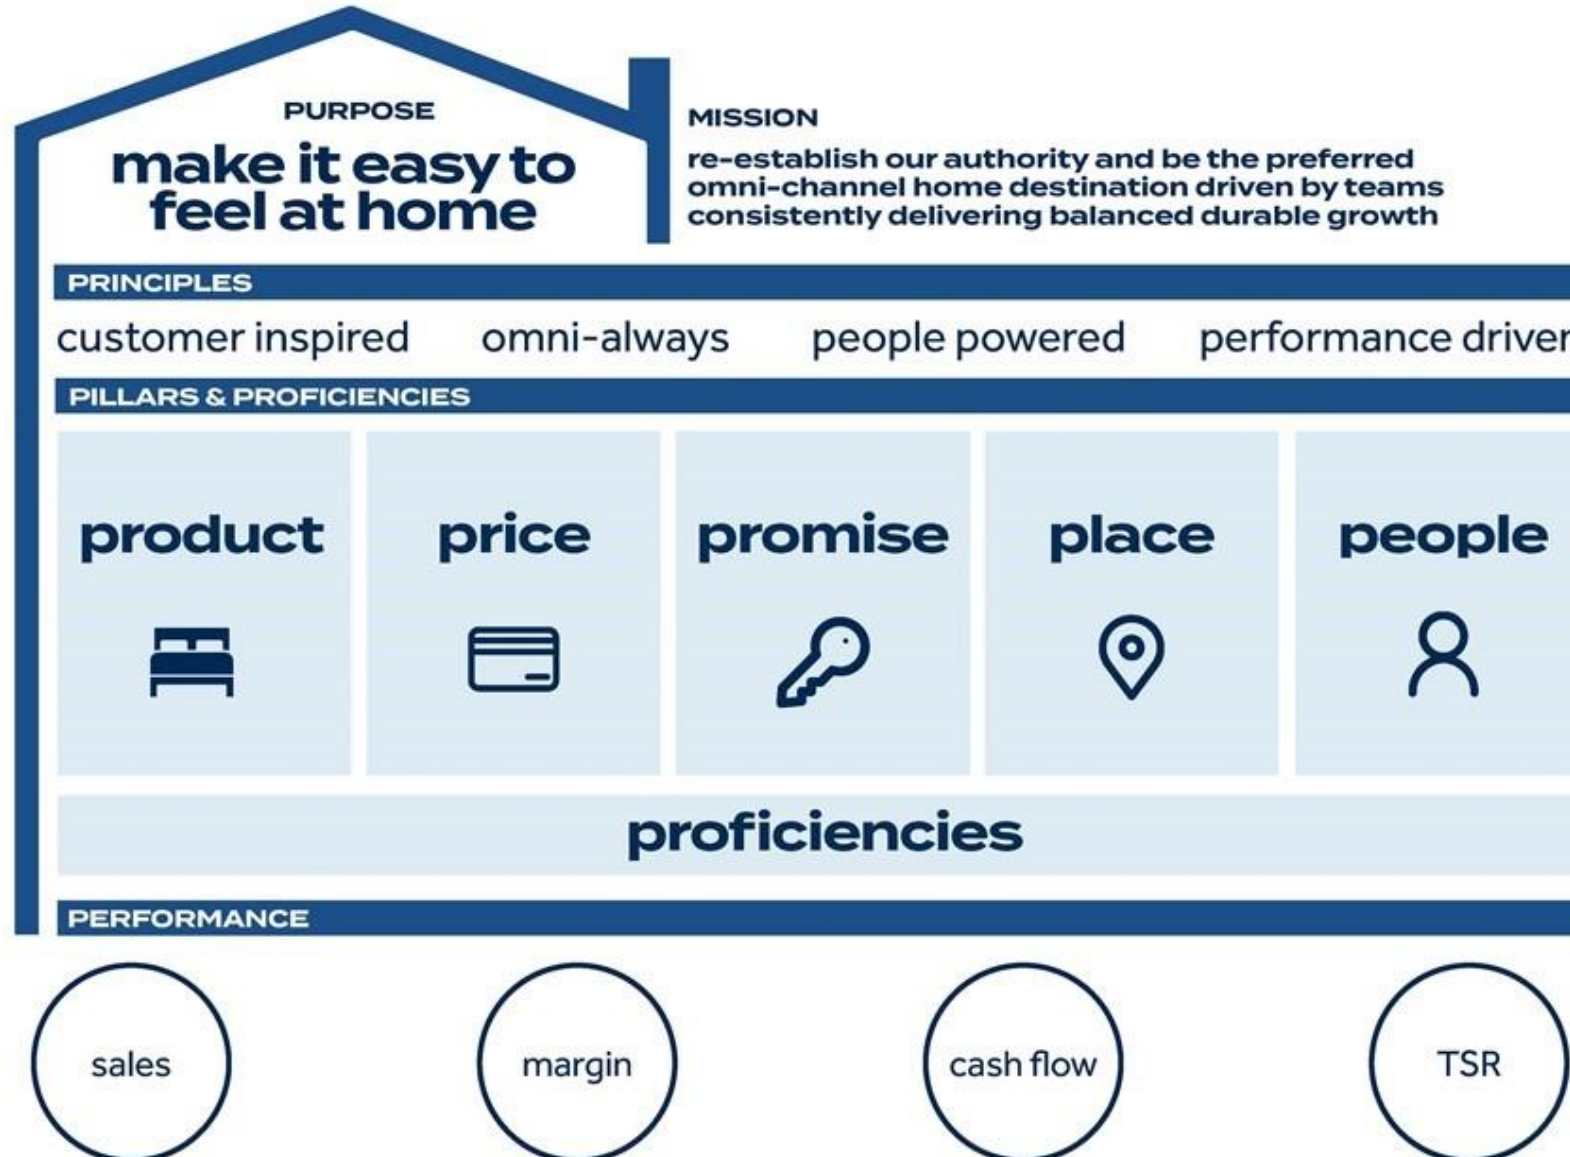 PURPOSE
make it easy to
feel at home
MISSION
re-establish our authority and be the preferred
omni-channel home destination driven by teams
consistently delivering balanced durable growth
PRINCIPLES
customer inspired omni-always people powered performance driven
PILLARS & PROFICIENCIES
product price promise place people
proficiencies
PERFORMANCE
sales margin cash flow TSR